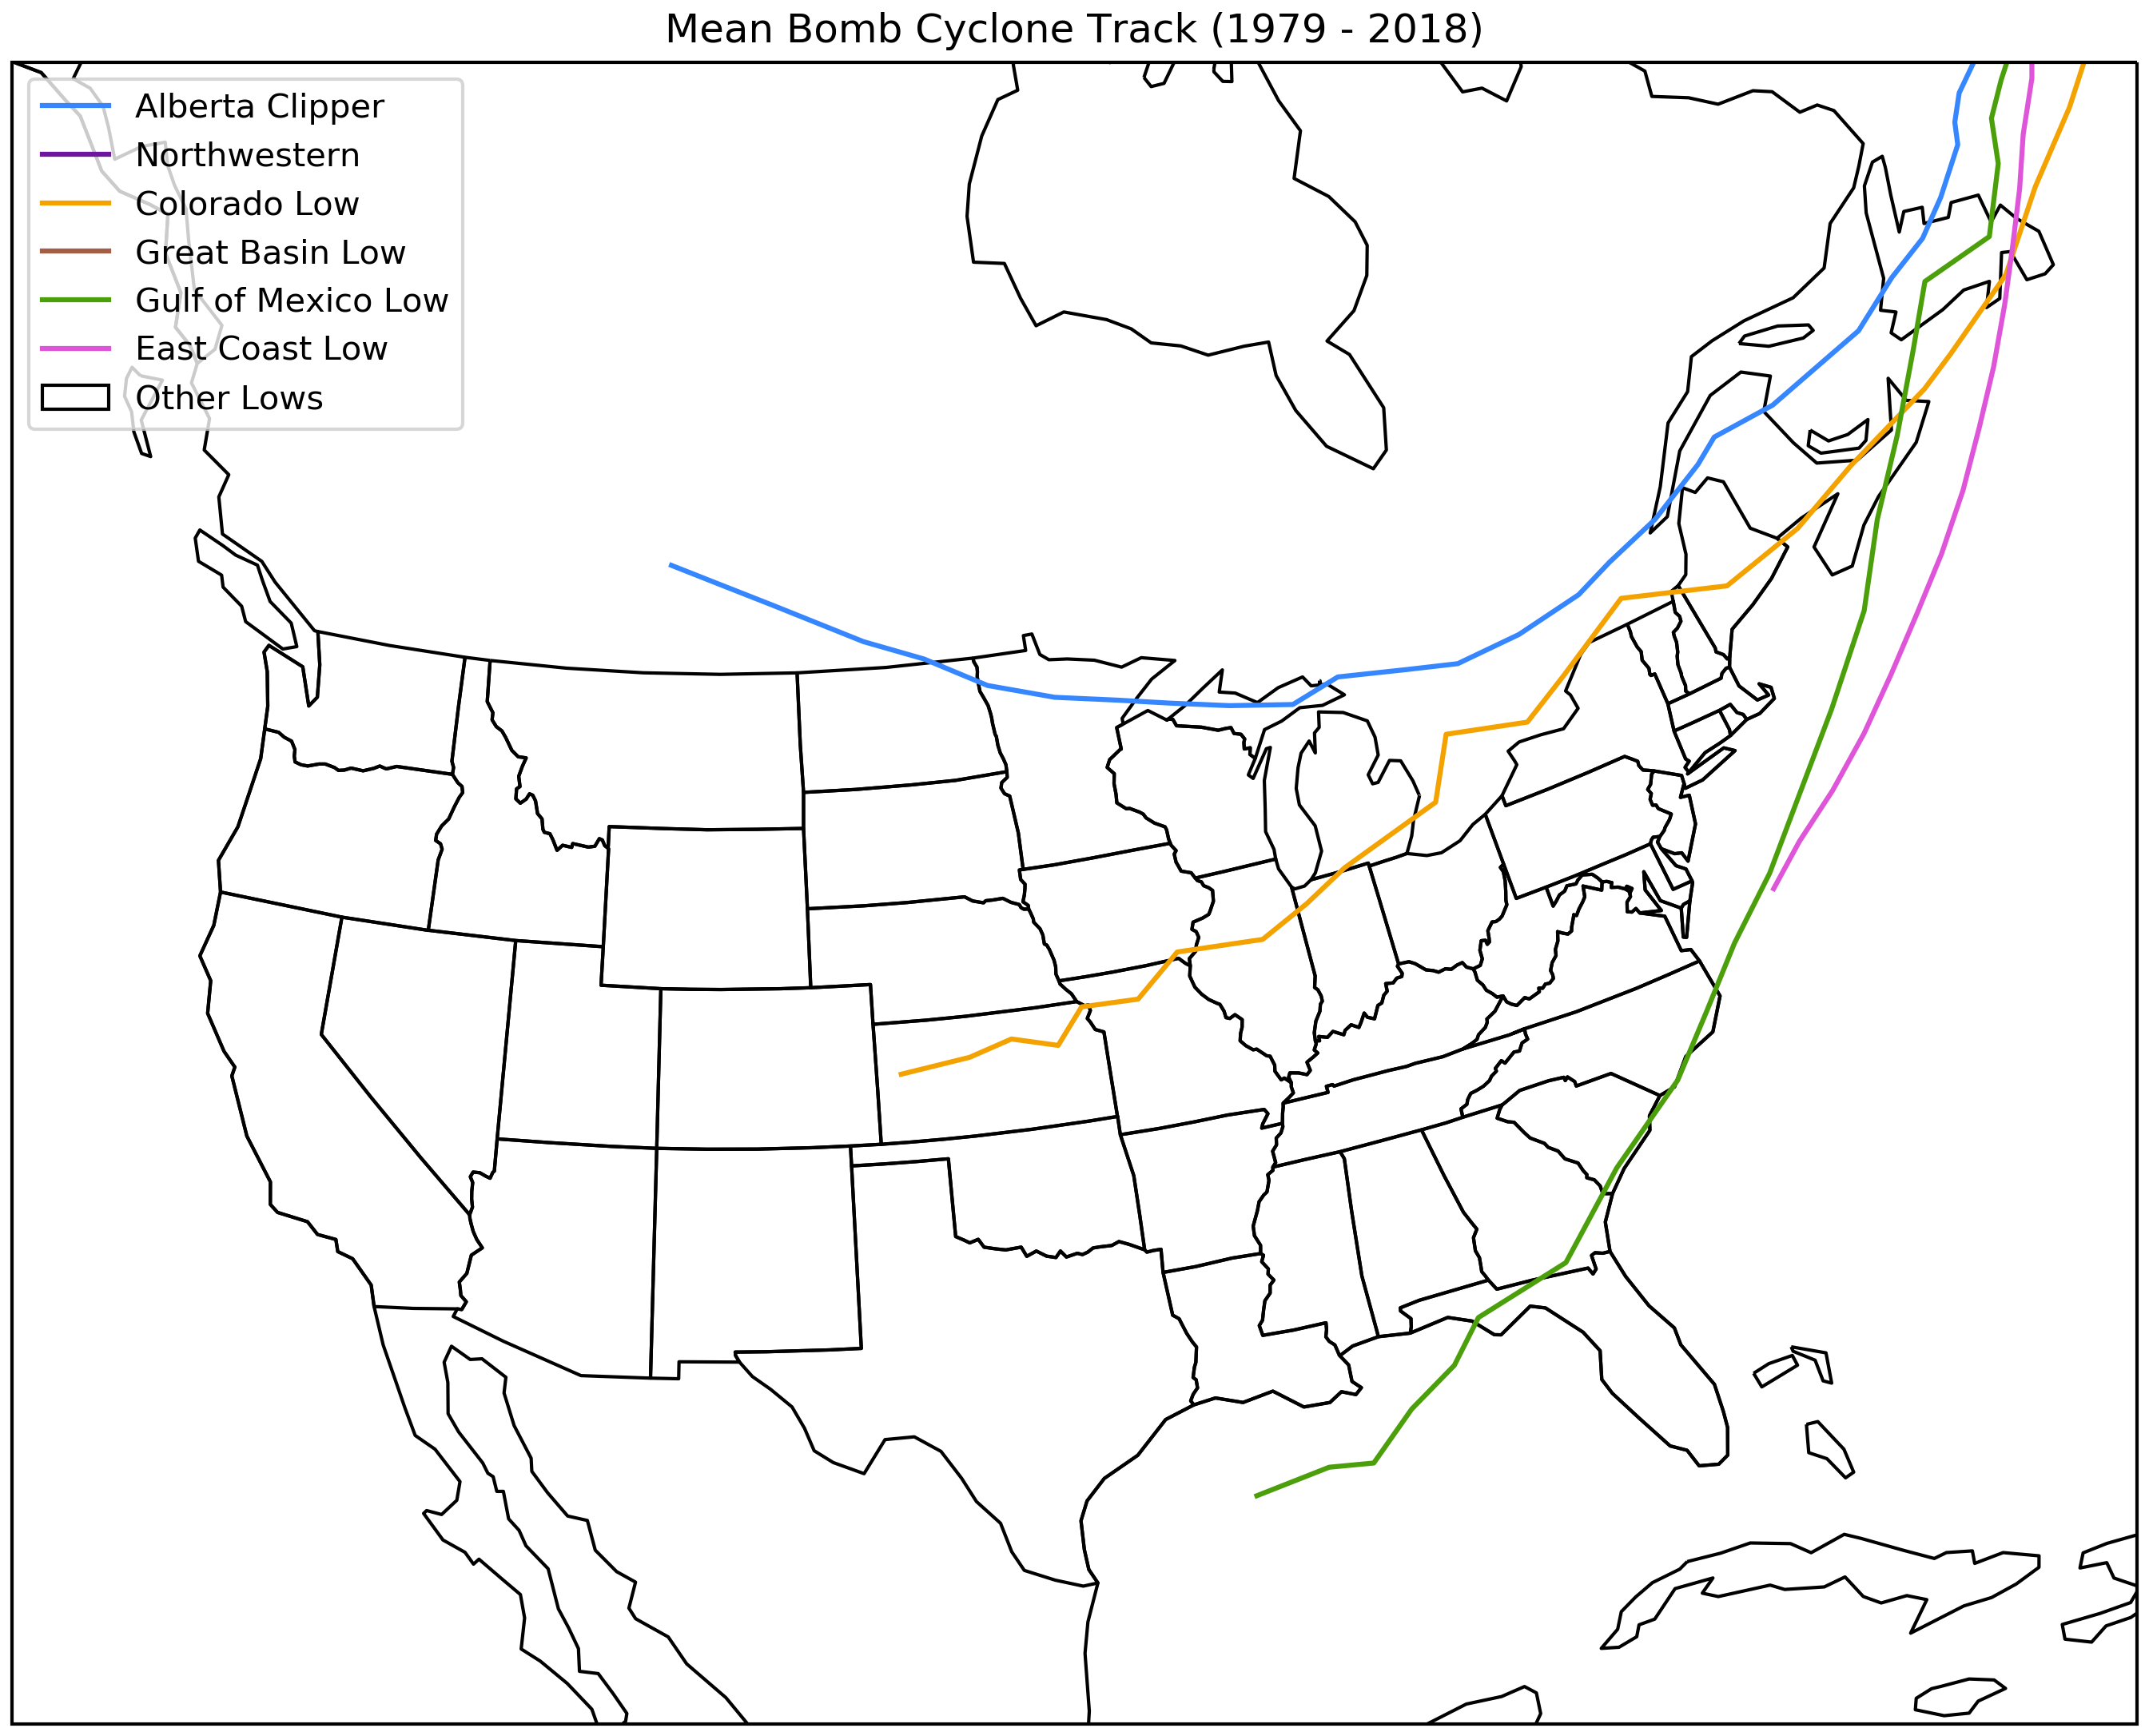 Mean Bomb Cyclone Track (1979 - 2018)
Alberta Clipper
Northwestern
Colorado Low
Great Basin Low
Gulf of Mexico Low
East Coast Low
Other Lows